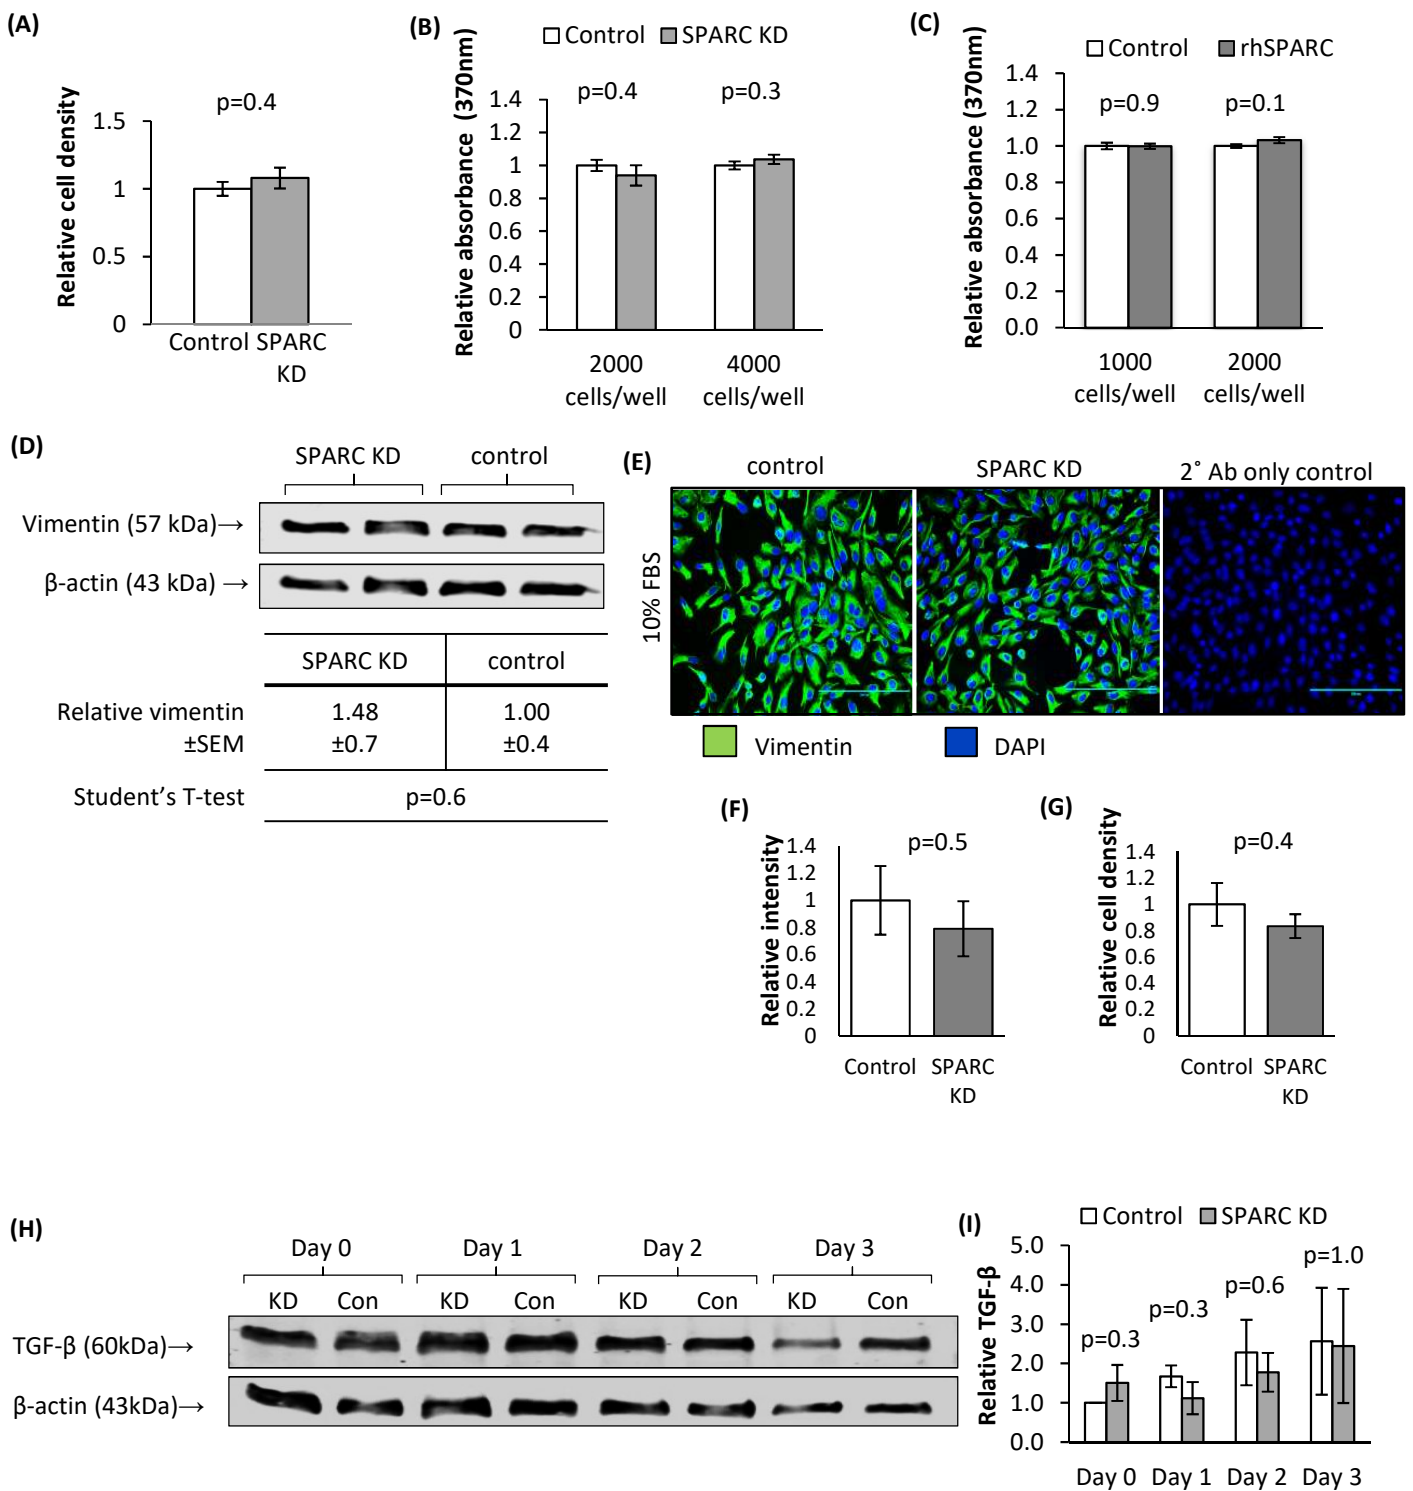 (A)
p=0.4
Relative cell density
1.5
1
0.5
0
Control SPARC
KD
(B)
Control SPARC KD
Relative absorbance (370nm)
p=0.4 p=0.3
1.4
1.2
1
0.8
0.6
0.4
0.2
0
2000 4000
cells/well cells/well
(C)
Control rhSPARC
Relative absorbance (370nm)
p=0.9 p=0.1
1.4
1.2
1.0
0.8
0.6
0.4
0.2
0.0
1000 2000
cells/well cells/well
(D)
SPARC KD control
Vimentin (57 kDa)→
β-actin (43 kDa) →
SPARC KD control
Relative vimentin 1.48 1.00
±SEM ±0.7 ±0.4
Student's T-test p=0.6
(E)
control SPARC KD 2˚ Ab only control
10% FBS
Vimentin DAPI
(F)
p=0.5
Relative intensity
1.4
1.2
1
0.8
0.6
0.4
0.2
0
Control SPARC
KD
(G)
p=0.4
Relative cell density
1.4
1.2
1
0.8
0.6
0.4
0.2
0
Control SPARC
KD
(H)
Day 0 Day 1 Day 2 Day 3
KD Con KD Con KD Con KD Con
TGF-β (60kDa)→
β-actin (43kDa)→
(I)
Control SPARC KD
Relative TGF-β
5.0
4.0
3.0
2.0
1.0
0.0
p=0.3 p=0.3 p=0.6 p=1.0
Day 0 Day 1 Day 2 Day 3